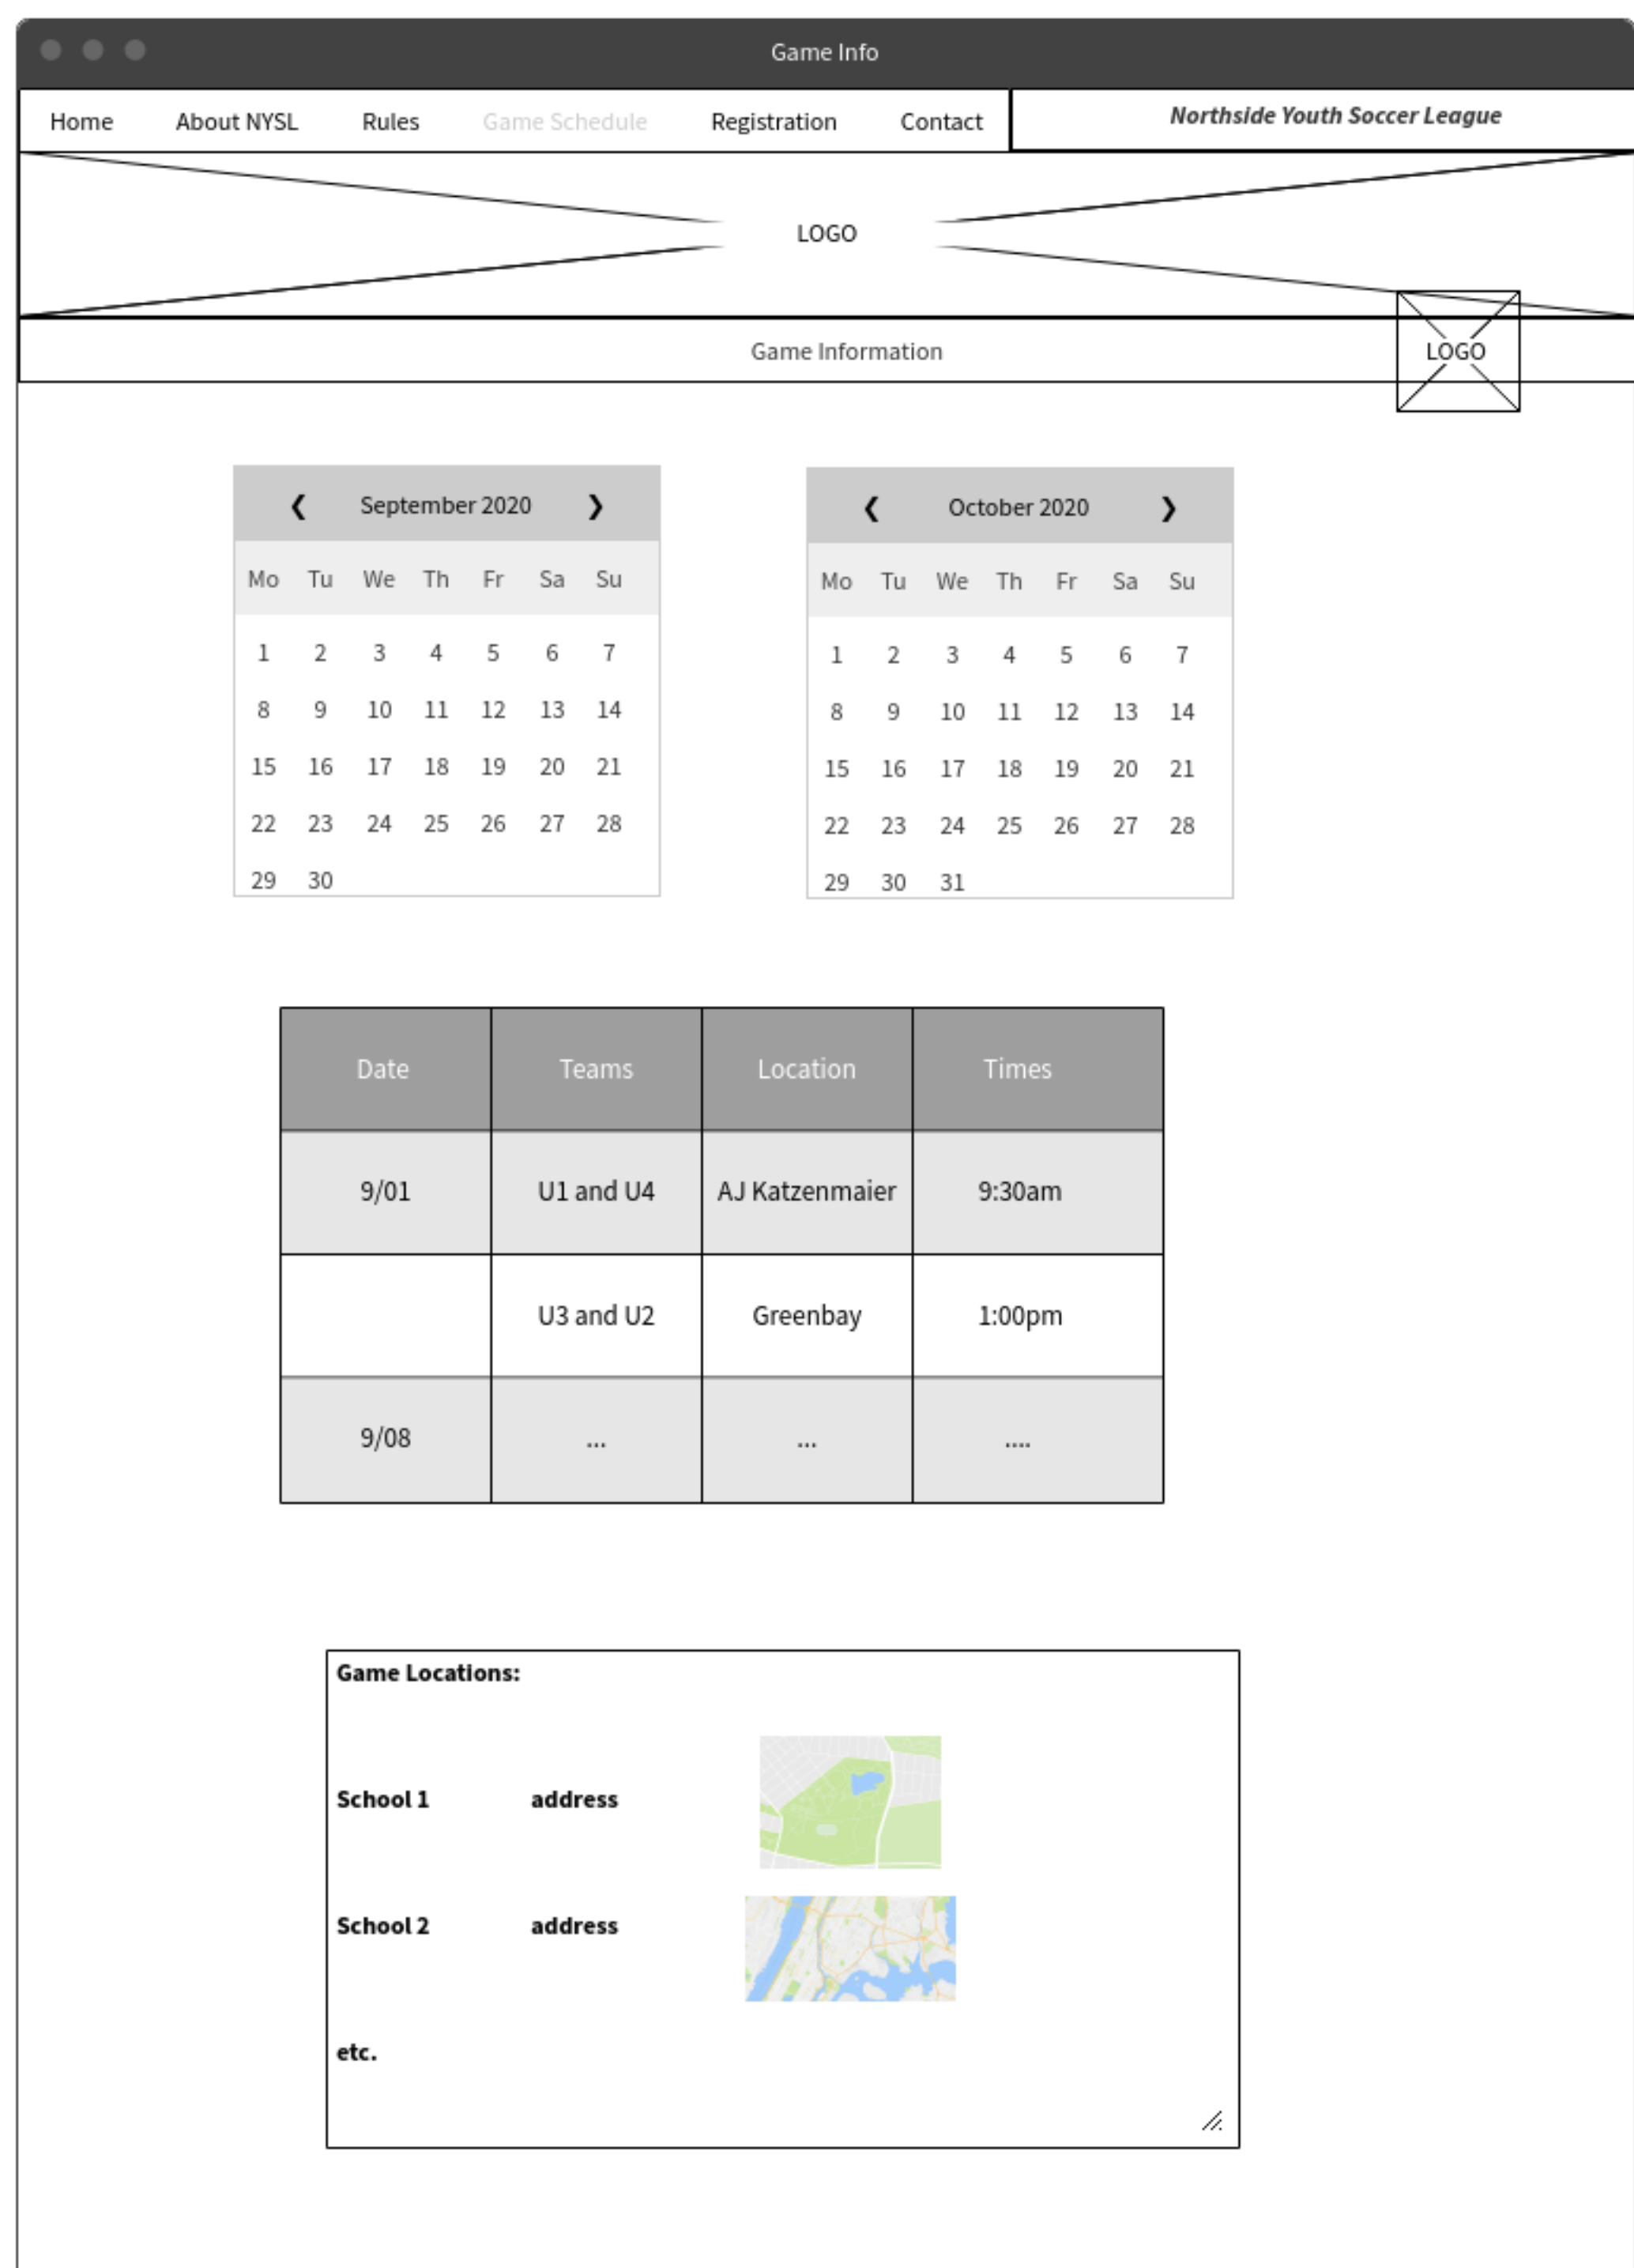 Game Info
Home About NYSL Rules Game Schedule Registration Contact Northside Youth Soccer League
LOGO
Game Information LOGO
❮ September 2020 ❯
Mo Tu We Th Fr Sa Su
1 2 3 4 5 6 7
8 9 10 11 12 13 14
15 16 17 18 19 20 21
22 23 24 25 26 27 28
29 30
❮ October 2020 ❯
Mo Tu We Th Fr Sa Su
1 2 3 4 5 6 7
8 9 10 11 12 13 14
15 16 17 18 19 20 21
22 23 24 25 26 27 28
29 30 31
Date Teams Location Times
9/01 U1 and U4 AJ Katzenmaier 9:30am
U3 and U2 Greenbay 1:00pm
9/08 ... ... ....
Game Locations:
School 1 address
School 2 address
etc.